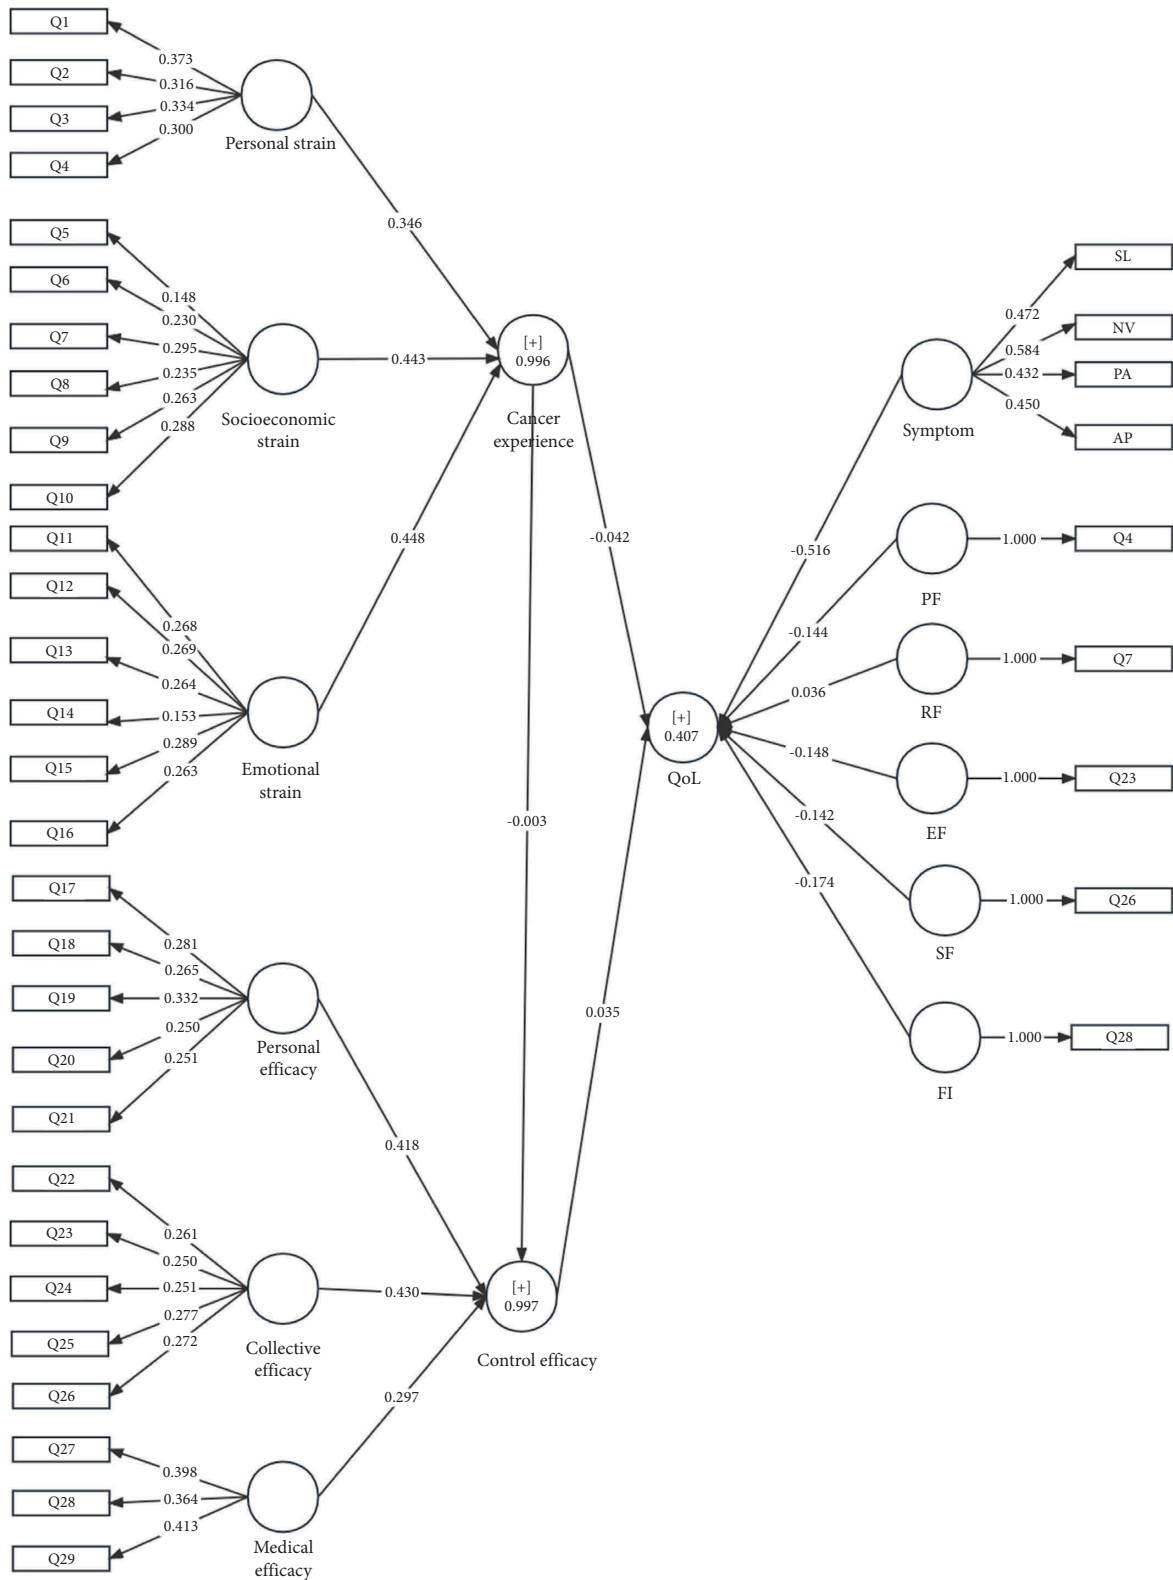 Q1
Q2
Q3
Q4
0.373
0.316
0.334
0.300
Personal strain
0.346
Q5
Q6
Q7
Q8
Q9
Q10
0.148
0.230
0.295
0.235
0.263
0.288
Socioeconomic
strain
0.443
[+]
0.996
Cancer
experience
Q11
Q12
Q13
Q14
Q15
Q16
0.268
0.269
0.264
0.153
0.289
0.263
Emotional
strain
0.448
-0.042
-0.003
Q17
Q18
Q19
Q20
Q21
0.281
0.265
0.332
0.250
0.251
Personal
efficacy
0.418
Q22
Q23
Q24
Q25
Q26
0.261
0.250
0.251
0.277
0.272
Collective
efficacy
0.430
[+]
0.997
Control efficacy
0.035
Q27
Q28
Q29
0.398
0.364
0.413
Medical
efficacy
0.297
[+]
0.407
QoL
SL
NV
PA
AP
0.472
0.584
0.432
0.450
Symptom
-0.516
Q4
1.000
PF
-0.144
Q7
1.000
RF
0.036
Q23
1.000
EF
-0.148
Q26
1.000
SF
-0.142
Q28
1.000
FI
-0.174